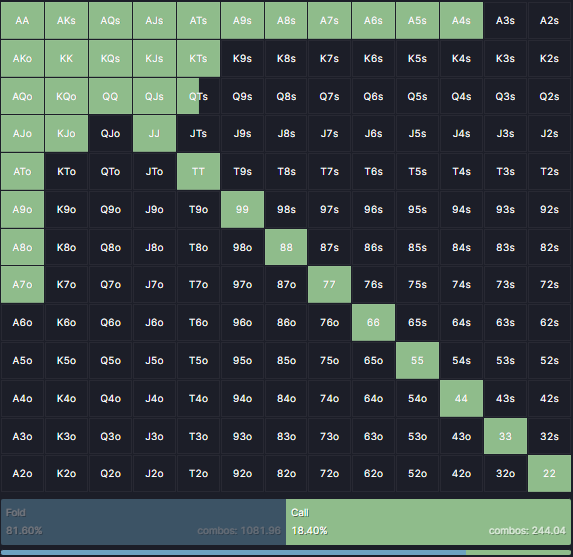 AA AKs AQs AJs ATs A9s A8s A7s A6s A5s A4s A3s A2s
AKo KK KQs KJs KTs K9s K8s K7s K6s K5s K4s K3s K2s
AQo KQo QQ QJs QTs Q9s Q8s Q7s Q6s Q5s Q4s Q3s Q2s
AJo KJo QJo JJ JTs J9s J8s J7s J6s J5s J4s J3s J2s
ATo KTo QTo JTo TT T9s T8s T7s T6s T5s T4s T3s T2s
A9o K9o Q9o J9o T9o 99 98s 97s 96s 95s 94s 93s 92s
A8o K8o Q8o J8o T8o 98o 88 87s 86s 85s 84s 83s 82s
A7o K7o Q7o J7o T7o 97o 87o 77 76s 75s 74s 73s 72s
A6o K6o Q6o J6o T6o 96o 86o 76o 66 65s 64s 63s 62s
A5o K5o Q5o J5o T5o 95o 85o 75o 65o 55 54s 53s 52s
A4o K4o Q4o J4o T4o 94o 84o 74o 64o 54o 44 43s 42s
A3o K3o Q3o J3o T3o 93o 83o 73o 63o 53o 43o 33 32s
A2o K2o Q2o J2o T2o 92o 82o 72o 62o 52o 42o 32o 22
Fold Call
81.60% combos: 1081.96 18.40% combos: 244.04